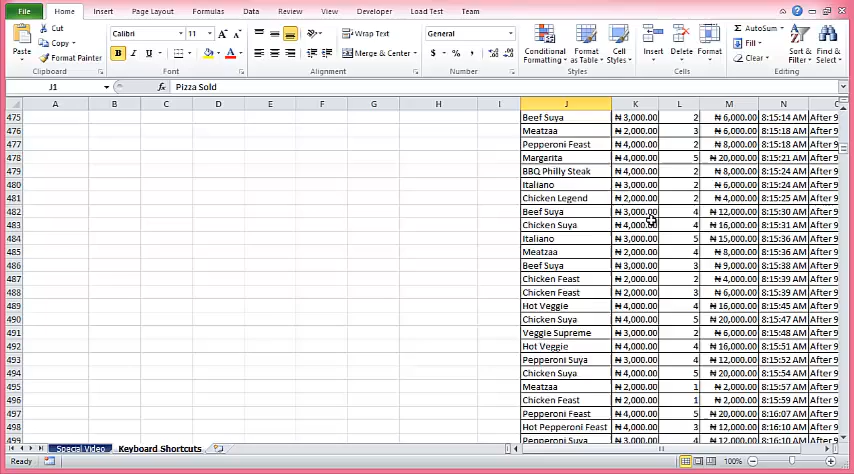 File Home Insert Page Layout Formulas Data Review View Developer Load Test Team
Paste Cut Calibri 11 A A Wrap Text General Conditional Formatting Format as Table Cell Styles Insert Delete Format AutoSum Sort & Filter Find & Select
Copy Fill
Format Painter B I U A Merge & Center $ % , Clear
Clipboard Font Alignment Number Styles Cells Editing
J1 fx Pizza Sold
A B C D E F G H I J K L M N
475 Beef Suya ₦ 3,000.00 2 ₦ 6,000.00 8:15:14 AM After 9
476 Meatzaa ₦ 2,000.00 3 ₦ 6,000.00 8:15:18 AM After 9
477 Pepperoni Feast ₦ 4,000.00 2 ₦ 8,000.00 8:15:18 AM After 9
478 Margarita ₦ 4,000.00 5 ₦ 20,000.00 8:15:21 AM After 9
479 BBQ Philly Steak ₦ 4,000.00 2 ₦ 8,000.00 8:15:24 AM After 9
480 Italiano ₦ 3,000.00 2 ₦ 6,000.00 8:15:24 AM After 9
481 Chicken Legend ₦ 2,000.00 2 ₦ 4,000.00 8:15:25 AM After 9
482 Beef Suya ₦ 3,000.00 4 ₦ 12,000.00 8:15:30 AM After 9
483 Chicken Suya ₦ 4,000.00 4 ₦ 16,000.00 8:15:31 AM After 9
484 Italiano ₦ 3,000.00 5 ₦ 15,000.00 8:15:36 AM After 9
485 Meatzaa ₦ 2,000.00 4 ₦ 8,000.00 8:15:36 AM After 9
486 Beef Suya ₦ 3,000.00 3 ₦ 9,000.00 8:15:38 AM After 9
487 Chicken Feast ₦ 2,000.00 2 ₦ 4,000.00 8:15:39 AM After 9
488 Chicken Feast ₦ 2,000.00 3 ₦ 6,000.00 8:15:39 AM After 9
489 Hot Veggie ₦ 4,000.00 4 ₦ 16,000.00 8:15:45 AM After 9
490 Chicken Suya ₦ 4,000.00 5 ₦ 20,000.00 8:15:47 AM After 9
491 Veggie Supreme ₦ 3,000.00 2 ₦ 6,000.00 8:15:48 AM After 9
492 Hot Veggie ₦ 4,000.00 4 ₦ 16,000.00 8:15:51 AM After 9
493 Pepperoni Suya ₦ 3,000.00 4 ₦ 12,000.00 8:15:52 AM After 9
494 Chicken Suya ₦ 4,000.00 5 ₦ 20,000.00 8:15:54 AM After 9
495 Meatzaa ₦ 2,000.00 1 ₦ 2,000.00 8:15:57 AM After 9
496 Chicken Feast ₦ 2,000.00 1 ₦ 2,000.00 8:15:59 AM After 9
497 Pepperoni Feast ₦ 4,000.00 5 ₦ 20,000.00 8:16:07 AM After 9
498 Hot Pepperoni Feast ₦ 4,000.00 3 ₦ 12,000.00 8:16:10 AM After 9
499 Pepperoni Suya ₦ 3,000.00 4 ₦ 12,000.00 8:16:10 AM After 9
Special Video Keyboard Shortcuts
Ready 100%